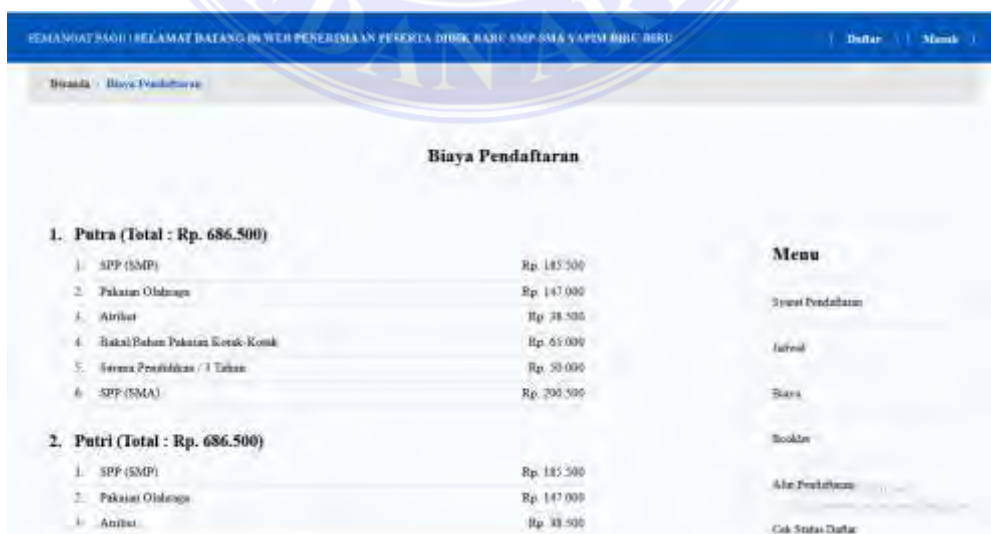 SEMANGAT PAGI ! SELAMAT DATANG DI WEB PENERIMAAN PESERTA DIDIK BARU SMP-SMA YAPIM BIRU BIRU
| Daftar | | Masuk |
Beranda / Biaya Pendaftaran
Biaya Pendaftaran
1. Putra (Total : Rp. 686.500)
1. SPP (SMP) Rp. 185.500
2. Pakaian Olahraga Rp. 147.000
3. Atribut Rp. 38.500
4. Bakal/Bahan Pakaian Kotak-Kotak Rp. 65.000
5. Sarana Pendidikan / 3 Tahun Rp. 50.000
6. SPP (SMA) Rp. 200.500
2. Putri (Total : Rp. 686.500)
1. SPP (SMP) Rp. 185.500
2. Pakaian Olahraga Rp. 147.000
3. Atribut Rp. 38.500
Menu
Syarat Pendaftaran
Jadwal
Biaya
Booklet
Alur Pendaftaran
Cek Status Daftar